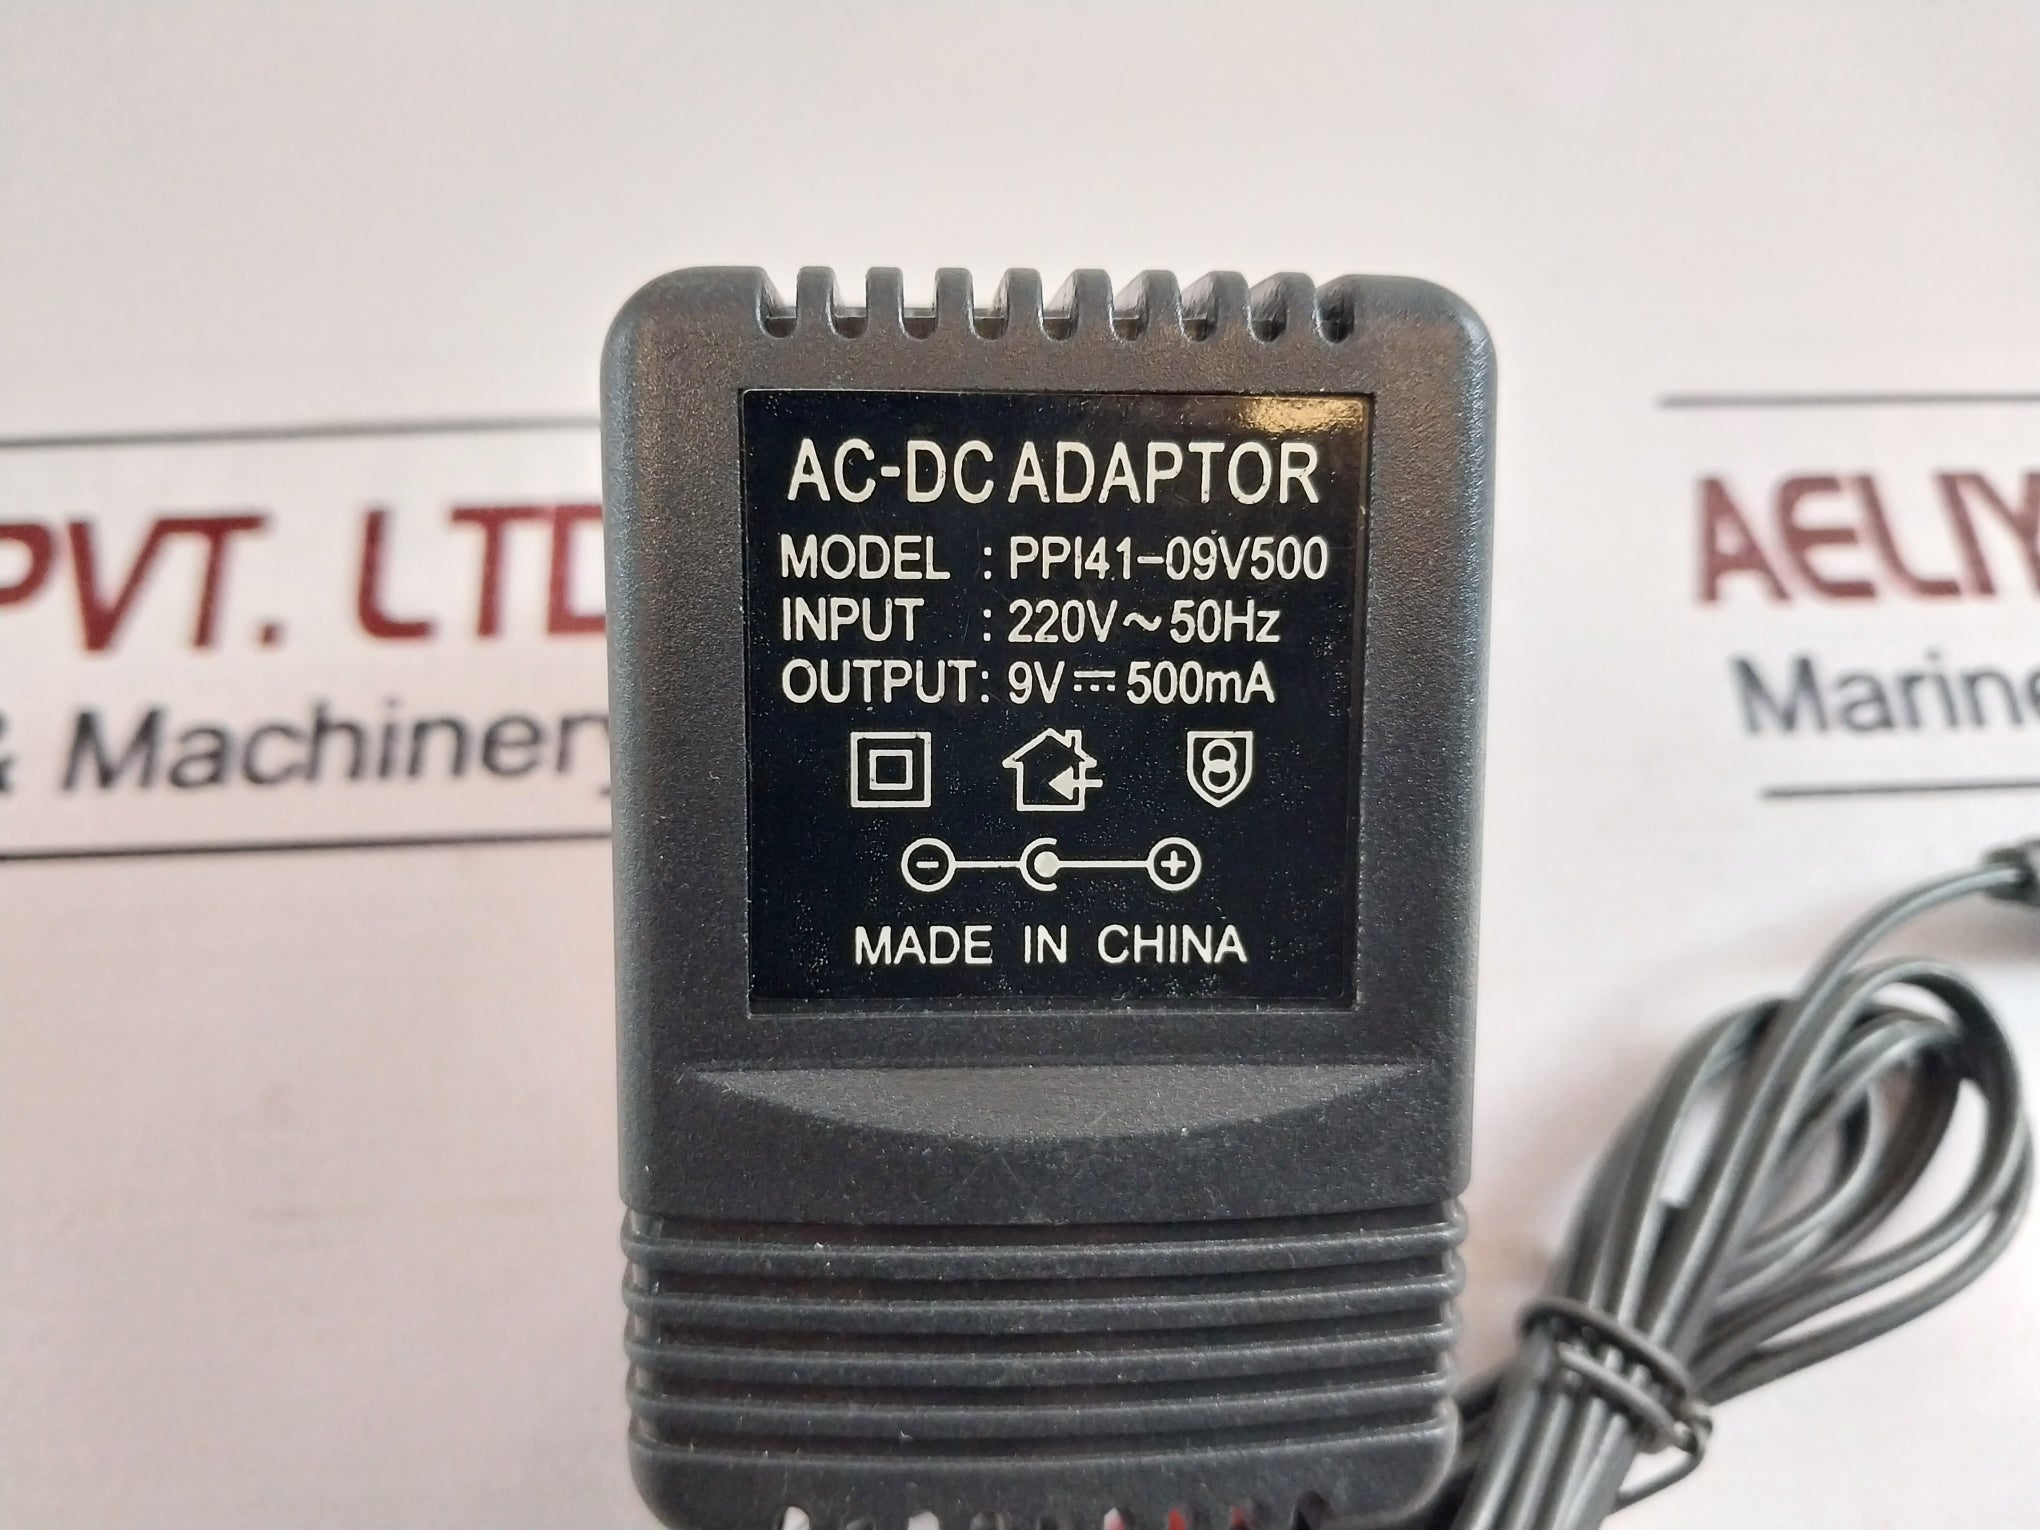 AC-DC ADAPTOR
MODEL : PPI41-09V500
INPUT : 220V~50Hz
OUTPUT: 9V⎓500mA
MADE IN CHINA
PVT. LTD
& Machinery
AELIY
Marine